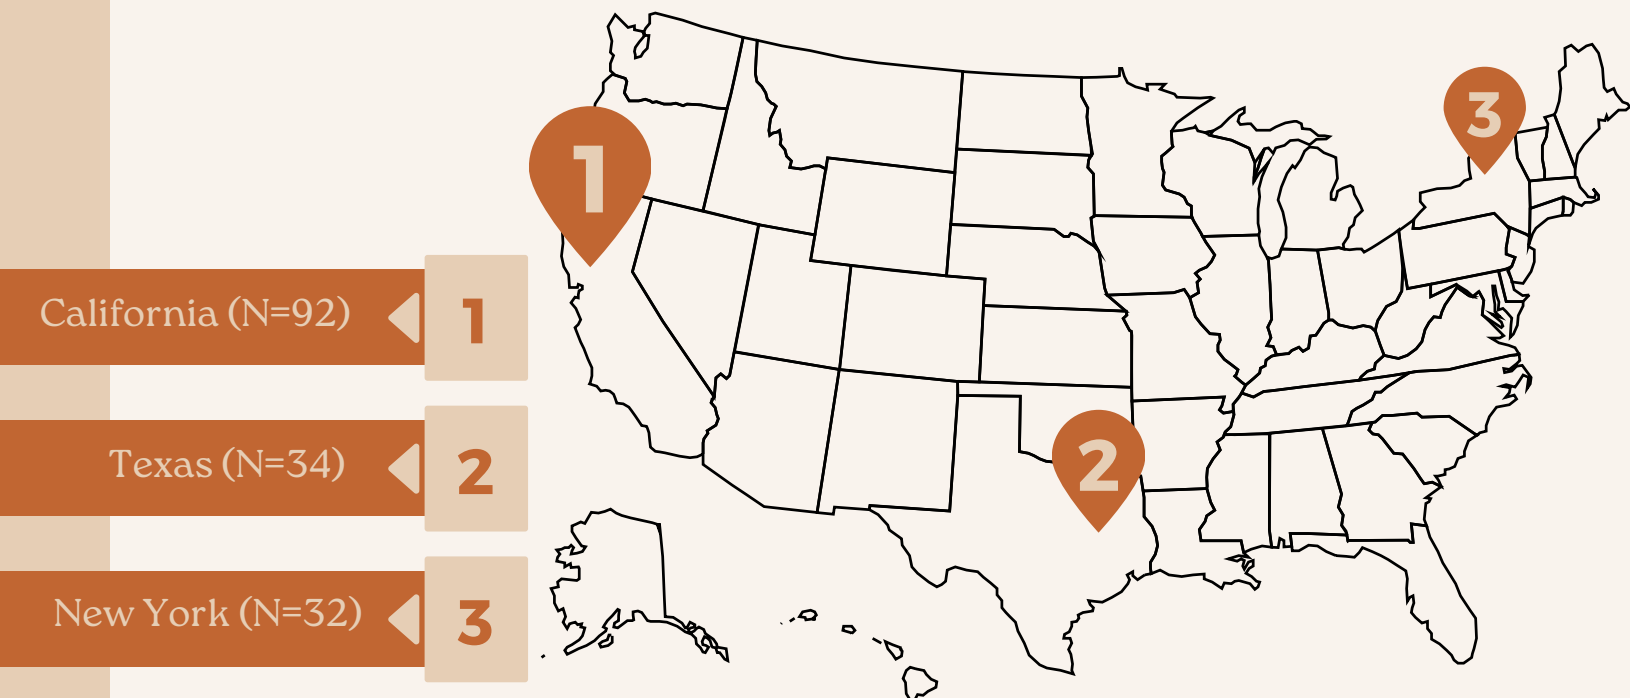 California (N=92)
1
Texas (N=34)
2
New York (N=32)
3
1
2
3